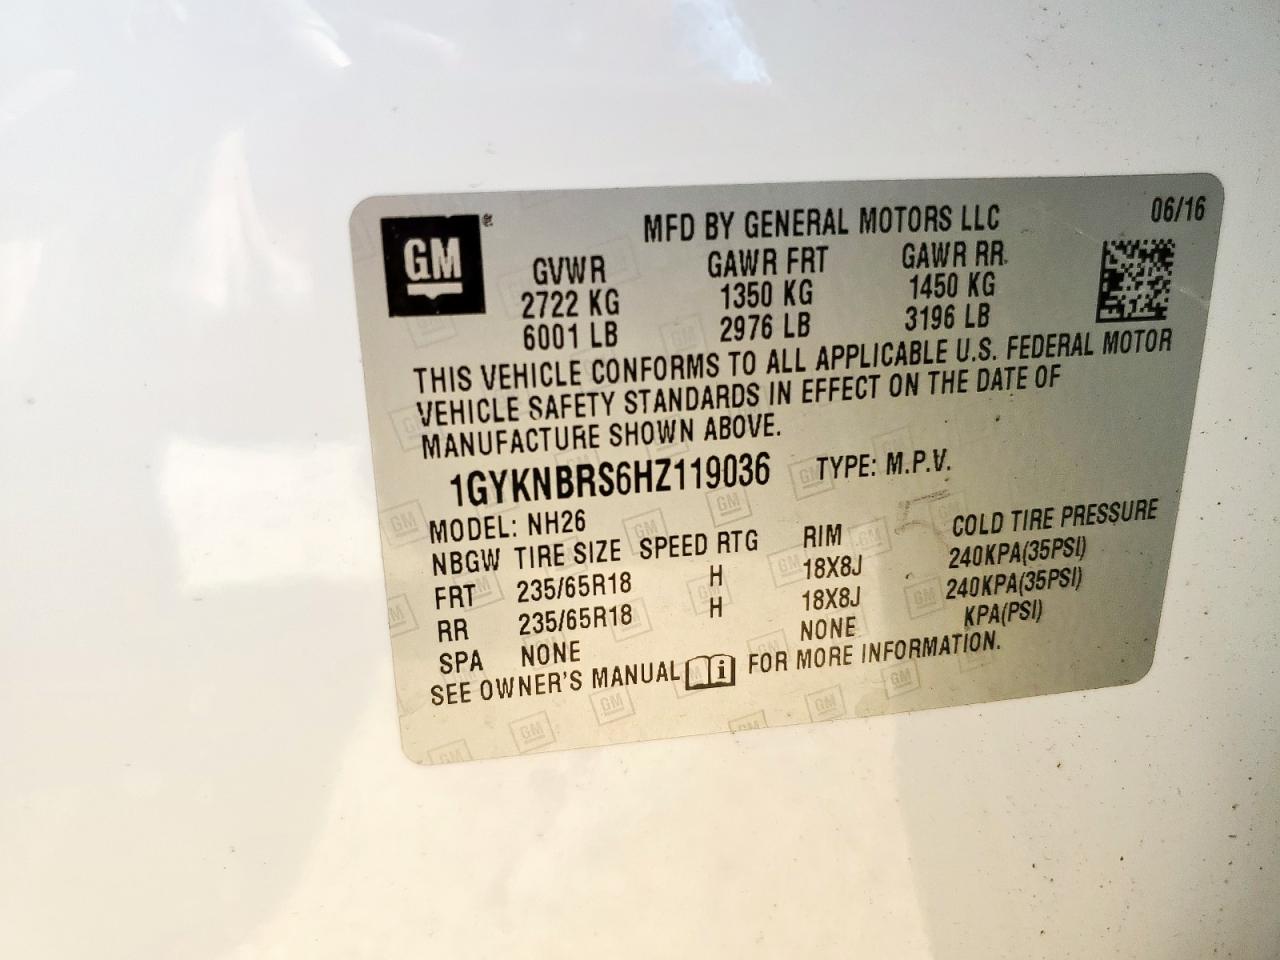 GM ®
MFD BY GENERAL MOTORS LLC
06/16
GVWR GAWR FRT GAWR RR
2722 KG 1350 KG 1450 KG
6001 LB 2976 LB 3196 LB
THIS VEHICLE CONFORMS TO ALL APPLICABLE U.S. FEDERAL MOTOR
VEHICLE SAFETY STANDARDS IN EFFECT ON THE DATE OF
MANUFACTURE SHOWN ABOVE.
1GYKNBRS6HZ119036 TYPE: M.P.V.
MODEL: NH26
NBGW TIRE SIZE SPEED RTG RIM COLD TIRE PRESSURE
FRT 235/65R18 H 18X8J 240KPA(35PSI)
RR 235/65R18 H 18X8J 240KPA(35PSI)
SPA NONE NONE KPA(PSI)
SEE OWNER'S MANUAL i FOR MORE INFORMATION.